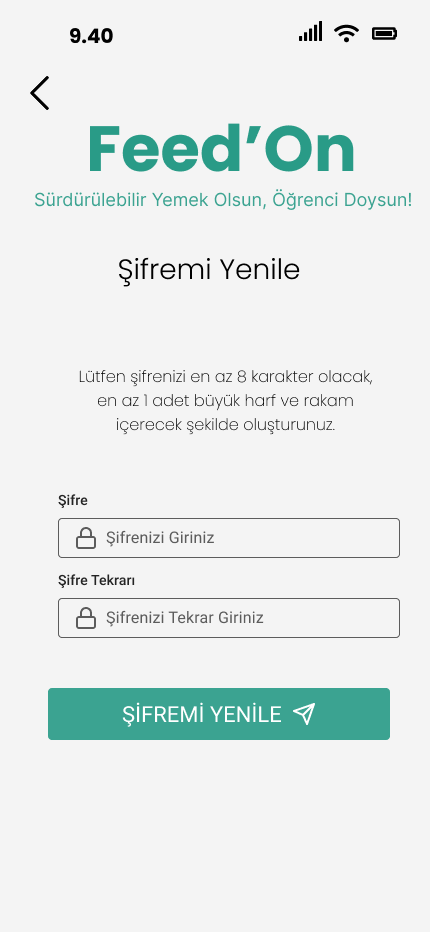 9.40
Feed’On
Sürdürülebilir Yemek Olsun, Öğrenci Doysun!
Şifremi Yenile
Lütfen şifrenizi en az 8 karakter olacak,
en az 1 adet büyük harf ve rakam
içerecek şekilde oluşturunuz.
Şifre
Şifrenizi Giriniz
Şifre Tekrarı
Şifrenizi Tekrar Giriniz
ŞİFREMİ YENİLE